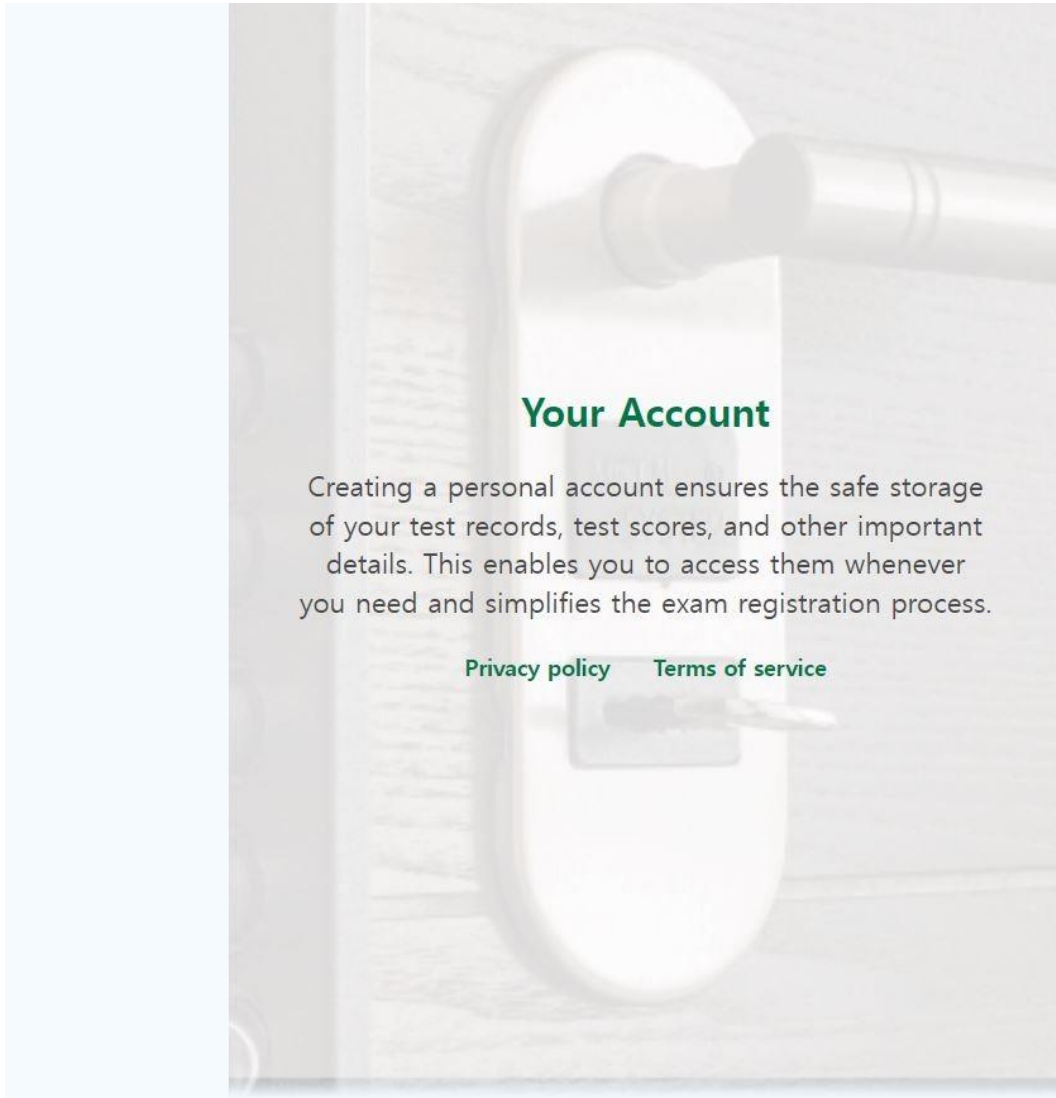 Your Account
Creating a personal account ensures the safe storage
of your test records, test scores, and other important
details. This enables you to access them whenever
you need and simplifies the exam registration process.
Privacy policy Terms of service